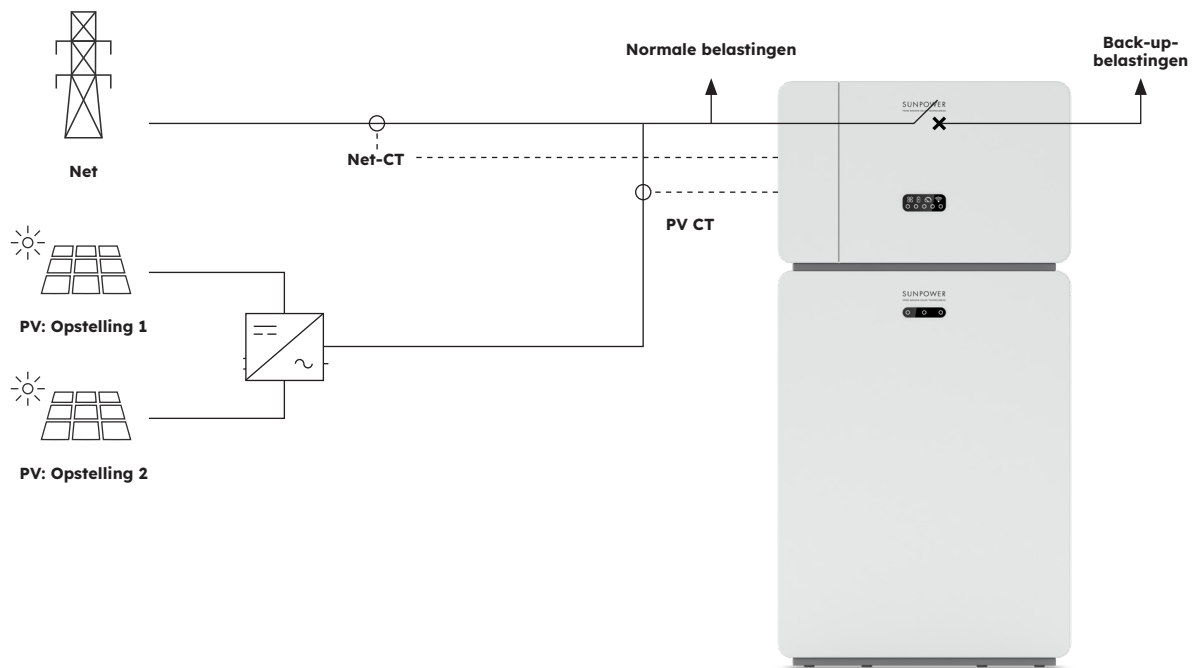 Normale belastingen
Back-up-
belastingen
SUNPOWER
Net-CT
Net
PV CT
PV: Opstelling 1
SUNPOWER
PV: Opstelling 2